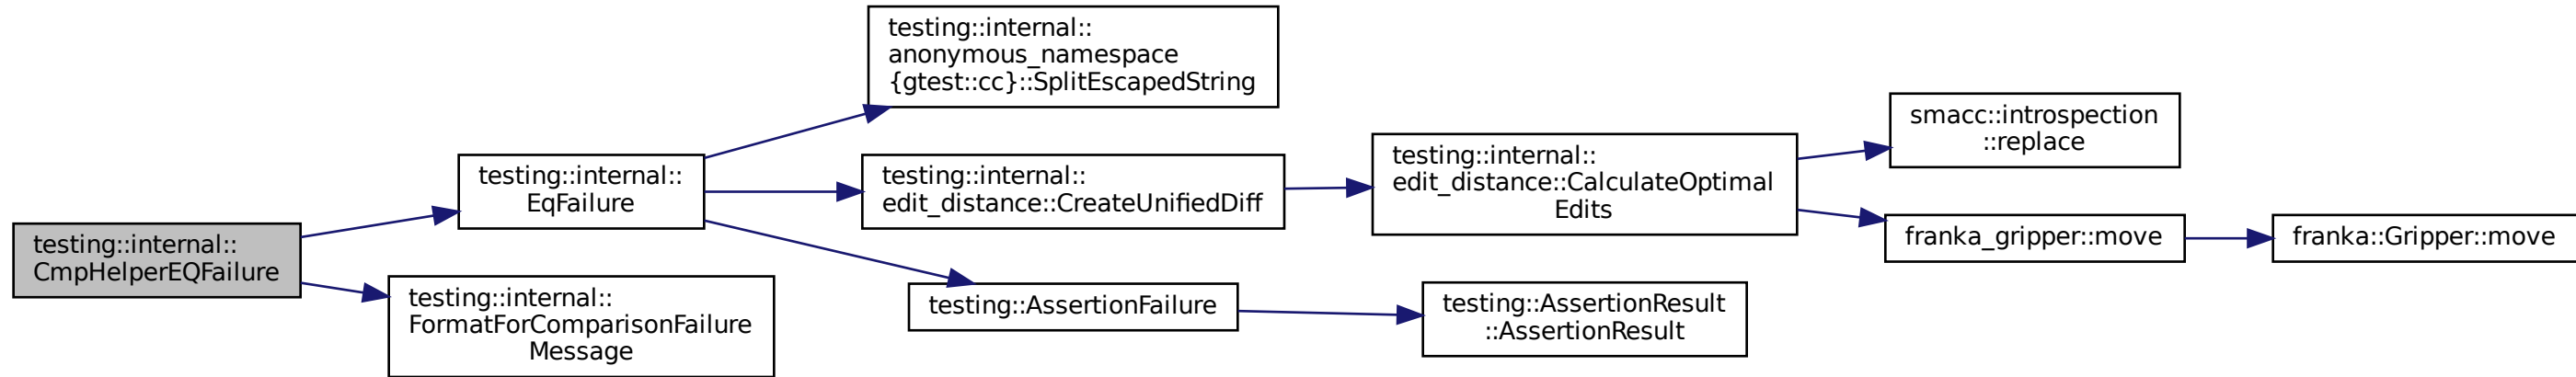 testing::internal::
CmpHelperEQFailure
testing::internal::
EqFailure
testing::internal::
FormatForComparisonFailure
Message
testing::internal::
anonymous_namespace
{gtest::cc}::SplitEscapedString
testing::internal::
edit_distance::CreateUnifiedDiff
testing::AssertionFailure
testing::internal::
edit_distance::CalculateOptimal
Edits
testing::AssertionResult
::AssertionResult
smacc::introspection
::replace
franka_gripper::move
franka::Gripper::move